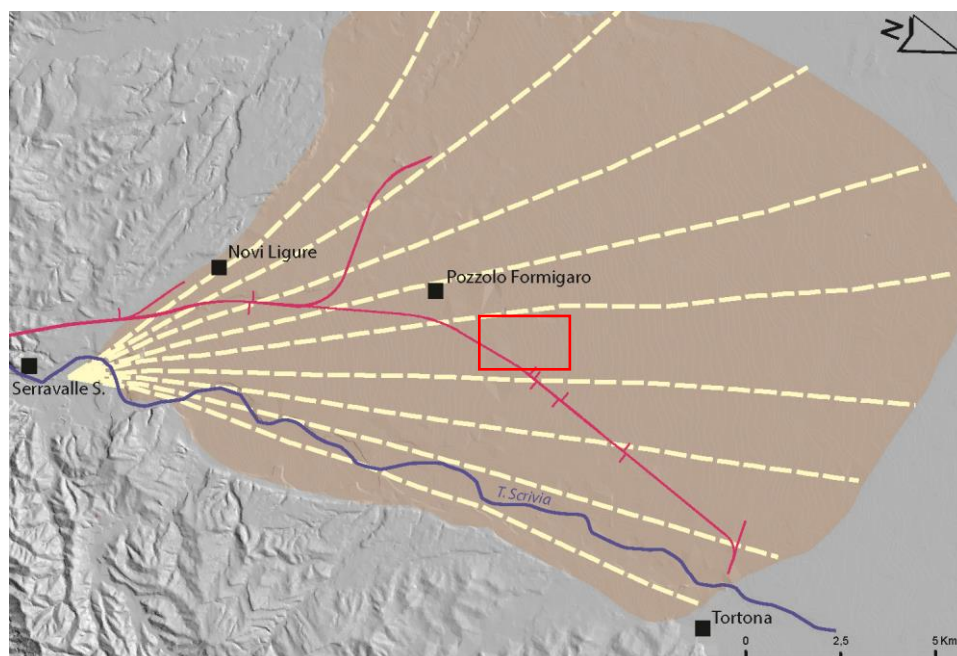 N
Novi Ligure
Pozzolo Formigaro
Serravalle S.
T. Scrivia
Tortona
0 2,5 5 Km